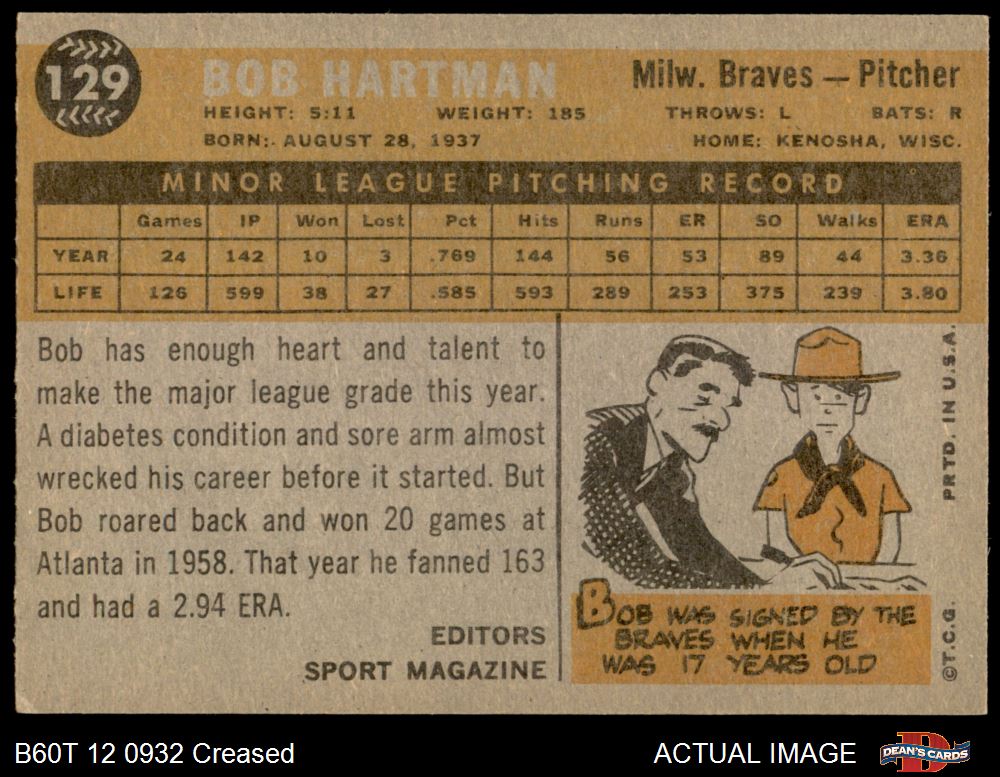 129
BOB HARTMAN
Milw. Braves — Pitcher
HEIGHT: 5:11 WEIGHT: 185 THROWS: L BATS: R
BORN: AUGUST 28, 1937 HOME: KENOSHA, WISC.
MINOR LEAGUE PITCHING RECORD
Games IP Won Lost Pct Hits Runs ER SO Walks ERA
YEAR 24 142 10 3 .769 144 56 53 89 44 3.36
LIFE 126 599 38 27 .585 593 289 253 375 239 3.80
Bob has enough heart and talent to
make the major league grade this year.
A diabetes condition and sore arm almost
wrecked his career before it started. But
Bob roared back and won 20 games at
Atlanta in 1958. That year he fanned 163
and had a 2.94 ERA.
EDITORS
SPORT MAGAZINE
BOB WAS SIGNED BY THE
BRAVES WHEN HE
WAS 17 YEARS OLD
©T.C.G. PRTD. IN U.S.A.
B60T 12 0932 Creased
ACTUAL IMAGE
DEAN'S CARDS